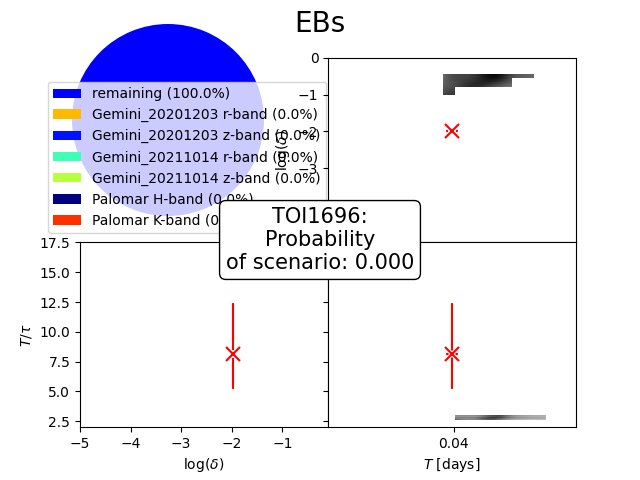 EBs
remaining (100.0%)
Gemini_20201203 r-band (0.0%)
Gemini_20201203 z-band (0.0%)
Gemini_20211014 r-band (0.0%)
Gemini_20211014 z-band (0.0%)
Palomar H-band (0.0%)
Palomar K-band (0
log(δ)
0
−1
−2
−3
TOI1696:
Probability
of scenario: 0.000
T/τ
17.5
15.0
12.5
10.0
7.5
5.0
2.5
−5
−4
−3
−2
−1
log(δ)
0.04
T [days]